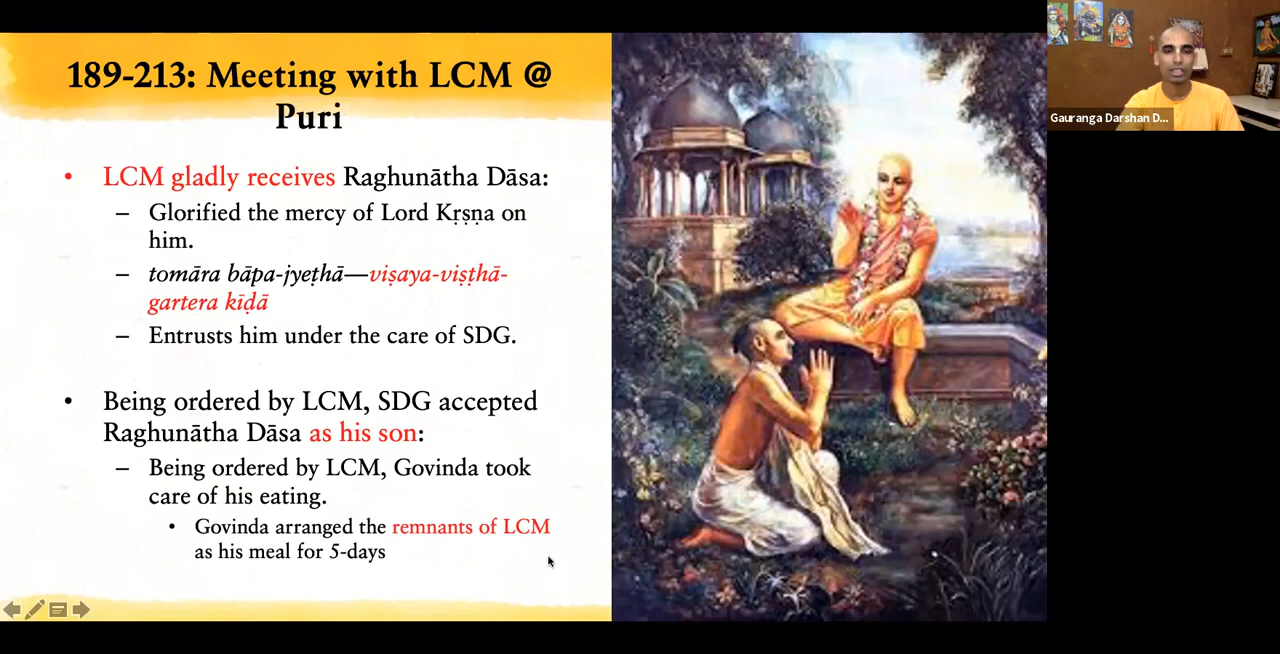 189-213: Meeting with LCM @
Puri
• LCM gladly receives Raghunātha Dāsa:
– Glorified the mercy of Lord Kṛṣṇa on
him.
– tomāra bāpa-jyeṭhā—viṣaya-viṣṭhā-
gartera kīḍā
– Entrusts him under the care of SDG.
• Being ordered by LCM, SDG accepted
Raghunātha Dāsa as his son:
– Being ordered by LCM, Govinda took
care of his eating.
• Govinda arranged the remnants of LCM
as his meal for 5-days
Gauranga Darshan D...